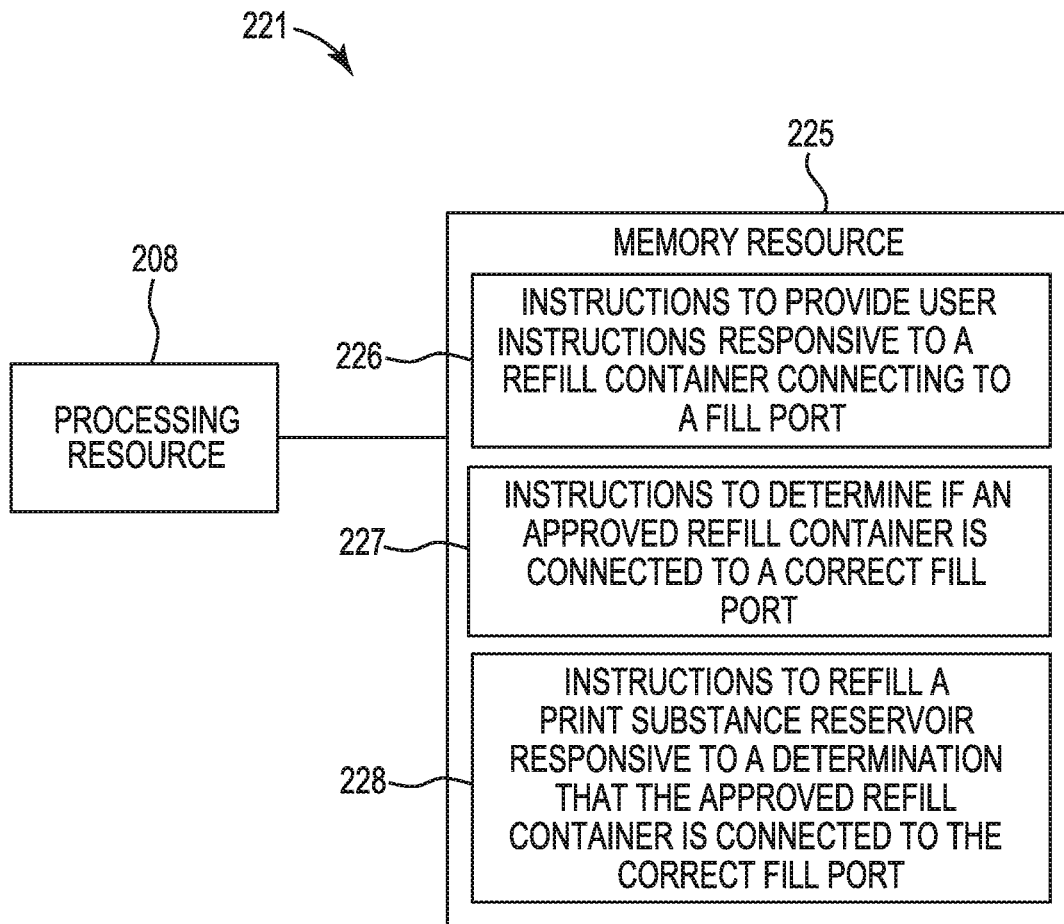 221
225
MEMORY RESOURCE
208
PROCESSING
RESOURCE
226
INSTRUCTIONS TO PROVIDE USER
INSTRUCTIONS RESPONSIVE TO A
REFILL CONTAINER CONNECTING TO
A FILL PORT
227
INSTRUCTIONS TO DETERMINE IF AN
APPROVED REFILL CONTAINER IS
CONNECTED TO A CORRECT FILL
PORT
228
INSTRUCTIONS TO REFILL A
PRINT SUBSTANCE RESERVOIR
RESPONSIVE TO A DETERMINATION
THAT THE APPROVED REFILL
CONTAINER IS CONNECTED TO THE
CORRECT FILL PORT